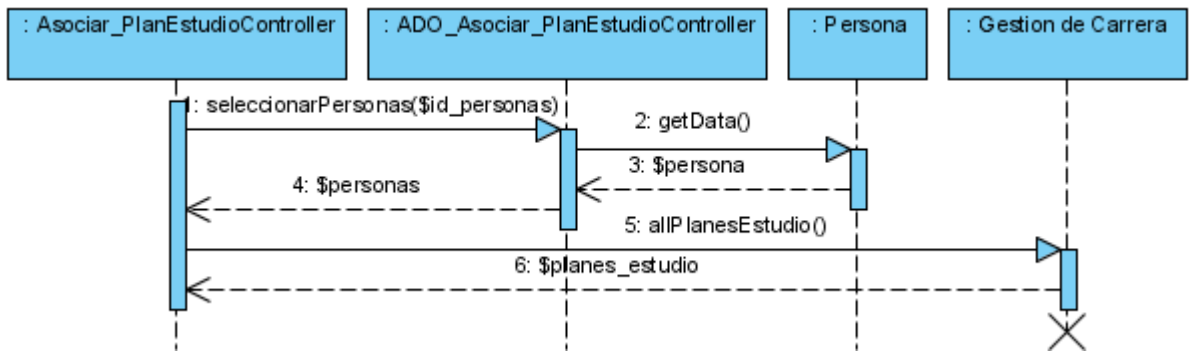 : Asociar_PlanEstudioController
: ADO_Asociar_PlanEstudioController
: Persona
: Gestion de Carrera
1: seleccionarPersonas($id_personas)
2: getData()
3: $persona
4: $personas
5: allPlanesEstudio()
6: $planes_estudio